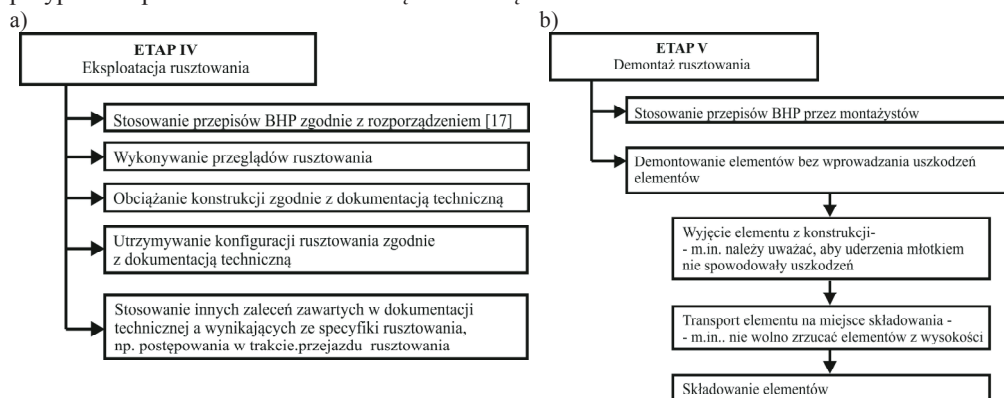 a)
ETAP IV
Eksploatacja rusztowania
Stosowanie przepisów BHP zgodnie z rozporządzeniem [17]
Wykonywanie przeglądów rusztowania
Obciążanie konstrukcji zgodnie z dokumentacją techniczną
Utrzymywanie konfiguracji rusztowania zgodnie
z dokumentacją techniczną
Stosowanie innych zaleceń zawartych w dokumentacji
technicznej a wynikających ze specyfiki rusztowania,
np. postępowania w trakcie.przejazdu rusztowania
b)
ETAP V
Demontaż rusztowania
Stosowanie przepisów BHP przez montażystów
Demontowanie elementów bez wprowadzania uszkodzeń
elementów
Wyjęcie elementu z konstrukcji-
- m.in. należy uważać, aby uderzenia młotkiem
nie spowodowały uszkodzeń
Transport elementu na miejsce składowania -
- m.in.. nie wolno zrzucać elementów z wysokości
Składowanie elementów